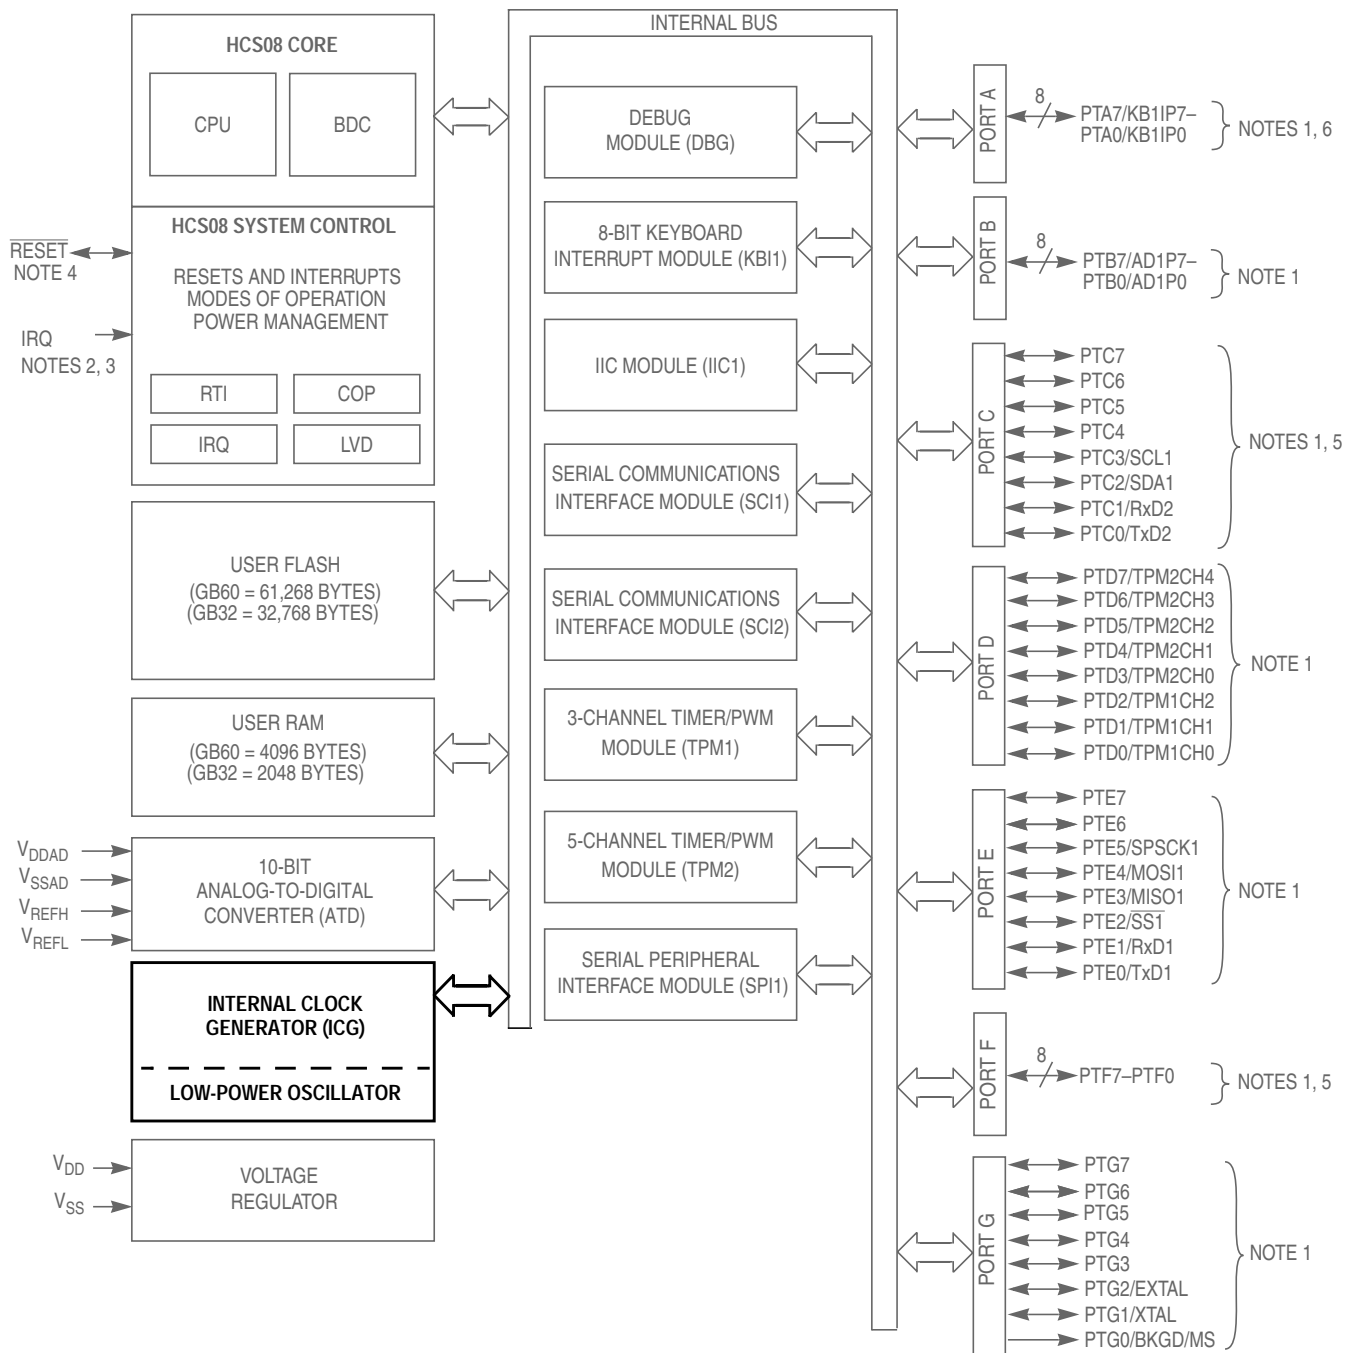 INTERNAL BUS
HCS08 CORE
CPU
BDC
HCS08 SYSTEM CONTROL
RESETS AND INTERRUPTS
MODES OF OPERATION
POWER MANAGEMENT
RTI
COP
IRQ
LVD
RESET
NOTE 4
IRQ
NOTES 2, 3
USER FLASH
(GB60 = 61,268 BYTES)
(GB32 = 32,768 BYTES)
USER RAM
(GB60 = 4096 BYTES)
(GB32 = 2048 BYTES)
VDDAD
VSSAD
VREFH
VREFL
10-BIT
ANALOG-TO-DIGITAL
CONVERTER (ATD)
INTERNAL CLOCK
GENERATOR (ICG)
LOW-POWER OSCILLATOR
VDD
VSS
VOLTAGE
REGULATOR
DEBUG
MODULE (DBG)
8-BIT KEYBOARD
INTERRUPT MODULE (KBI1)
IIC MODULE (IIC1)
SERIAL COMMUNICATIONS
INTERFACE MODULE (SCI1)
SERIAL COMMUNICATIONS
INTERFACE MODULE (SCI2)
3-CHANNEL TIMER/PWM
MODULE (TPM1)
5-CHANNEL TIMER/PWM
MODULE (TPM2)
SERIAL PERIPHERAL
INTERFACE MODULE (SPI1)
PORT A
8
PTA7/KB1IP7–
PTA0/KB1IP0
NOTES 1, 6
PORT B
8
PTB7/AD1P7–
PTB0/AD1P0
NOTE 1
PORT C
PTC7
PTC6
PTC5
PTC4
PTC3/SCL1
PTC2/SDA1
PTC1/RxD2
PTC0/TxD2
NOTES 1, 5
PORT D
PTD7/TPM2CH4
PTD6/TPM2CH3
PTD5/TPM2CH2
PTD4/TPM2CH1
PTD3/TPM2CH0
PTD2/TPM1CH2
PTD1/TPM1CH1
PTD0/TPM1CH0
NOTE 1
PORT E
PTE7
PTE6
PTE5/SPSCK1
PTE4/MOSI1
PTE3/MISO1
PTE2/SS1
PTE1/RxD1
PTE0/TxD1
NOTE 1
PORT F
8
PTF7–PTF0
NOTES 1, 5
PORT G
PTG7
PTG6
PTG5
PTG4
PTG3
PTG2/EXTAL
PTG1/XTAL
PTG0/BKGD/MS
NOTE 1